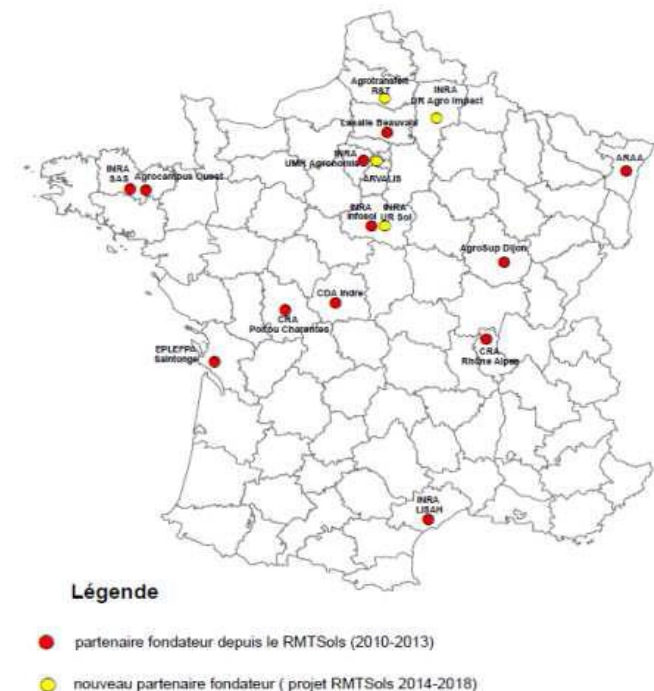 Agrotransfert
R&T
INRA
DR Agro Impact
Lasalle Beauvais
INRA
UMR Agronomie
ARVALIS
ARAA
INRA
SAS
Agrocampus Ouest
INRA
Infosol
INRA
UR Sol
AgroSup Dijon
CDA Indre
CRA
Poitou Charentes
EPLEFPA
Saintonge
CRA
Rhône Alpes
INRA
LISAH
Légende
partenaire fondateur depuis le RMTSols (2010-2013)
nouveau partenaire fondateur ( projet RMTSols 2014-2018)